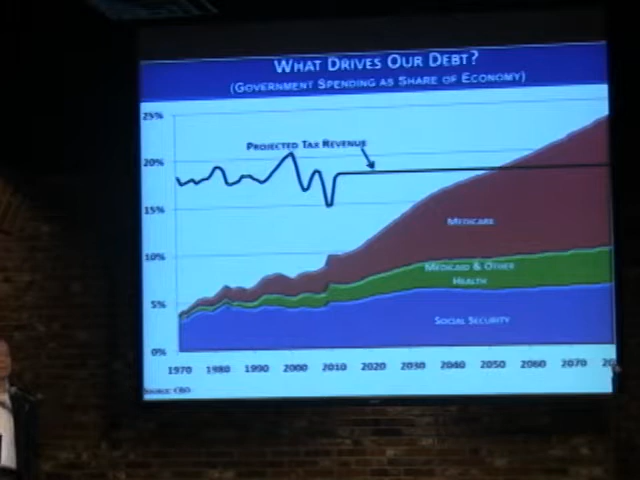 WHAT DRIVES OUR DEBT?
(GOVERNMENT SPENDING AS SHARE OF ECONOMY)
25%
PROJECTED TAX REVENUE
20%
15%
MEDICARE
10%
MEDICAID & OTHER
HEALTH
5%
SOCIAL SECURITY
0%
1970 1980 1990 2000 2010 2020 2030 2040 2050 2060 2070 20
SOURCE: CBO